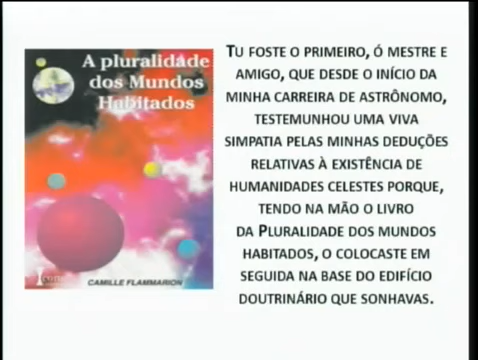 A pluralidade
dos Mundos
Habitados
Ícone
CAMILLE FLAMMARION
TU FOSTE O PRIMEIRO, Ó MESTRE E
AMIGO, QUE DESDE O INÍCIO DA
MINHA CARREIRA DE ASTRÔNOMO,
TESTEMUNHOU UMA VIVA
SIMPATIA PELAS MINHAS DEDUÇÕES
RELATIVAS À EXISTÊNCIA DE
HUMANIDADES CELESTES PORQUE,
TENDO NA MÃO O LIVRO
DA PLURALIDADE DOS MUNDOS
HABITADOS, O COLOCASTE EM
SEGUIDA NA BASE DO EDIFÍCIO
DOUTRINÁRIO QUE SONHAVAS.